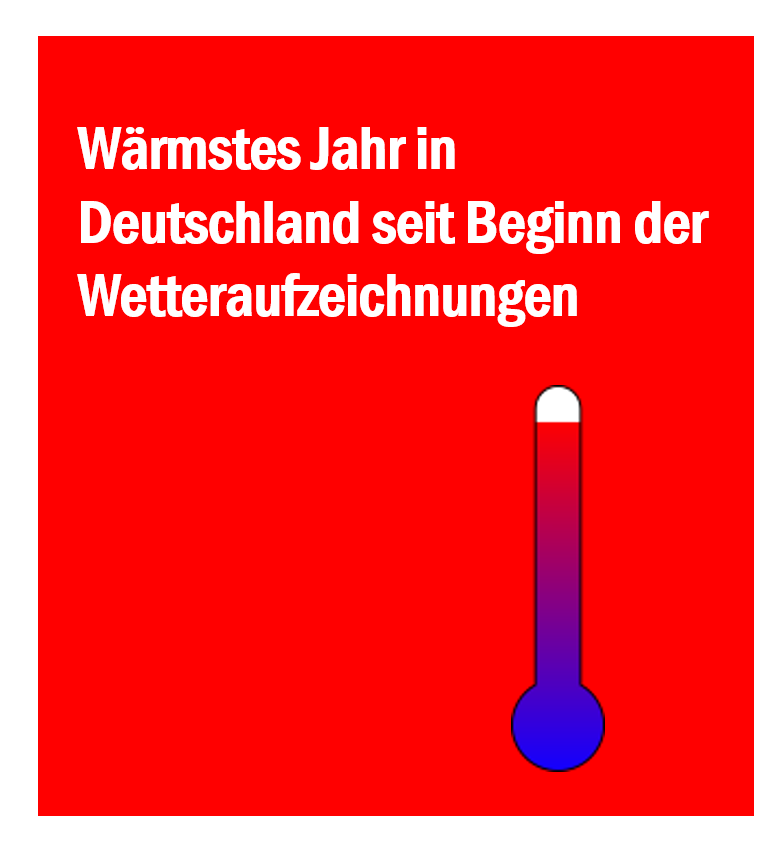 Wärmstes Jahr in
Deutschland seit Beginn der
Wetteraufzeichnungen